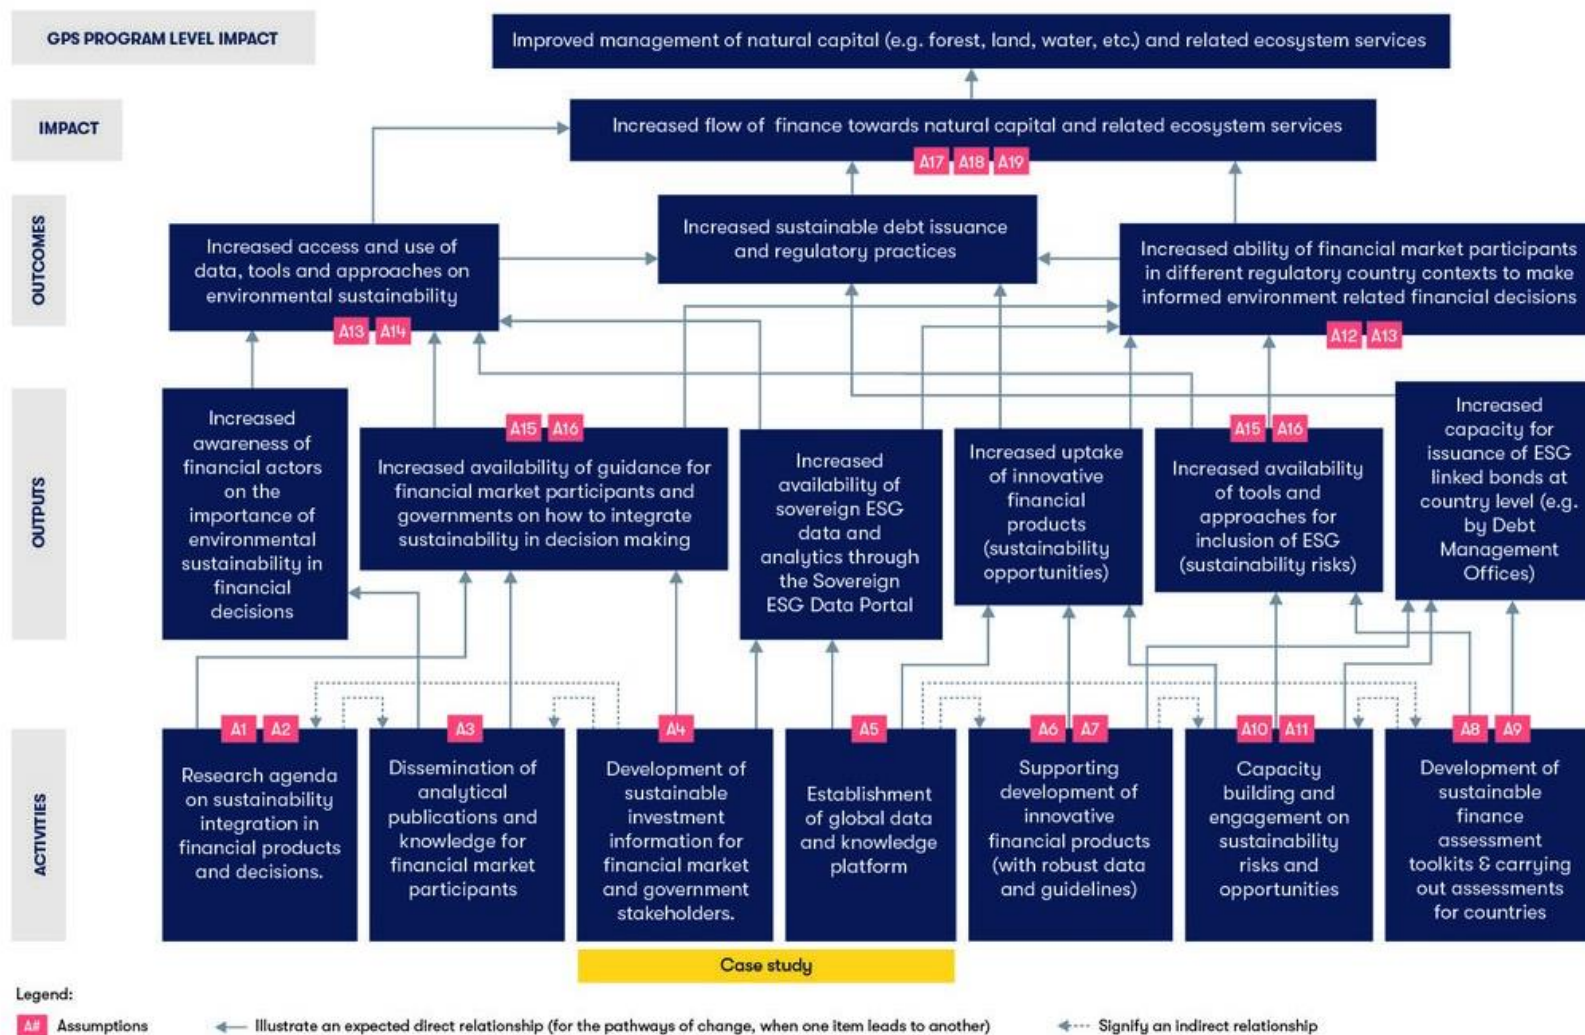 GPS PROGRAM LEVEL IMPACT
Improved management of natural capital (e.g. forest, land, water, etc.) and related ecosystem services
IMPACT
Increased flow of finance towards natural capital and related ecosystem services
A17 A18 A19
OUTCOMES
Increased access and use of
data, tools and approaches on
environmental sustainability
A13 A14
Increased sustainable debt issuance
and regulatory practices
Increased ability of financial market participants
in different regulatory country contexts to make
informed environment related financial decisions
A12 A13
OUTPUTS
Increased
awareness of
financial actors
on the
importance of
environmental
sustainability in
financial
decisions
A15 A16
Increased availability of guidance for
financial market participants and
governments on how to integrate
sustainability in decision making
Increased
availability of
sovereign ESG
data and
analytics through
the Sovereign
ESG Data Portal
Increased uptake
of innovative
financial
products
(sustainability
opportunities)
A15 A16
Increased availability
of tools and
approaches for
inclusion of ESG
(sustainability risks)
Increased
capacity for
issuance of ESG
linked bonds at
country level (e.g.
by Debt
Management
Offices)
ACTIVITIES
A1 A2
Research agenda
on sustainability
integration in
financial products
and decisions.
A3
Dissemination of
analytical
publications and
knowledge for
financial market
participants
A4
Development of
sustainable
investment
information for
financial market
and government
stakeholders.
A5
Establishment
of global data
and knowledge
platform
A6 A7
Supporting
development of
innovative
financial products
(with robust data
and guidelines)
A10 A11
Capacity
building and
engagement on
sustainability
risks and
opportunities
A8 A9
Development of
sustainable
finance
assessment
toolkits & carrying
out assessments
for countries
Case study
Legend:
A# Assumptions
Illustrate an expected direct relationship (for the pathways of change, when one item leads to another)
Signify an indirect relationship